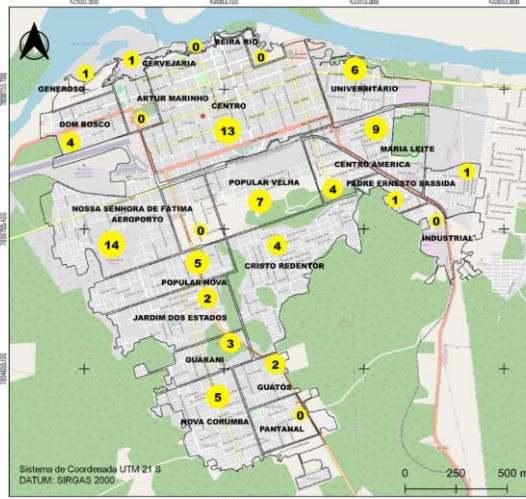 0
BEIRA RIO
1
CERVEJARIA
0
1
GENEROSO
6
UNIVERSITÁRIO
ARTUR MARINHO
CENTRO
0
DOM BOSCO
13
9
4
MARIA LEITE
CENTRO AMERICA
1
POPULAR VELHA
4
PADRE ERNESTO SASSIDA
7
1
NOSSA SENHORA DE FÁTIMA
AEROPORTO
0
0
INDUSTRIAL
14
4
5
CRISTO REDENTOR
POPULAR NOVA
2
JARDIM DOS ESTADOS
3
GUARANI
2
GUATÓS
5
0
NOVA CORUMBA
PANTANAL
Sistema de Coordenada UTM 21 S
DATUM: SIRGAS 2000
0 250 500 m